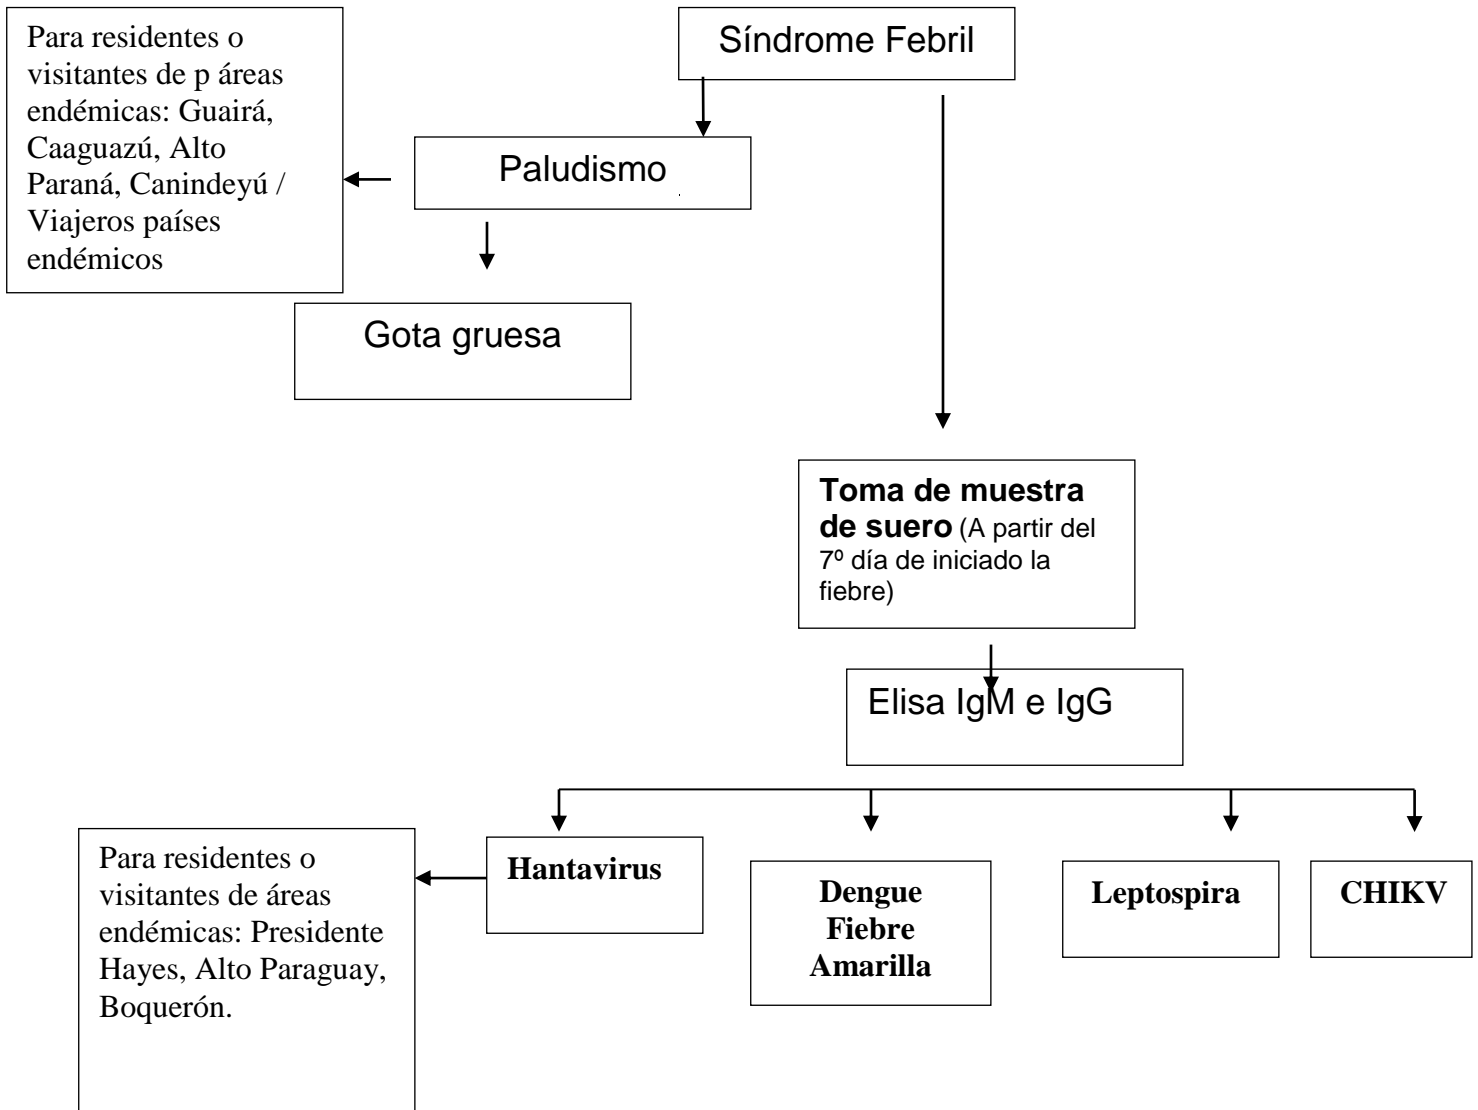 Para residentes o
visitantes de p áreas
endémicas: Guairá,
Caaguazú, Alto
Paraná, Canindeyú /
Viajeros países
endémicos
Síndrome Febril
Paludismo
.
Gota gruesa
Toma de muestra
de suero (A partir del
7º día de iniciado la
fiebre)
Elisa IgM e IgG
Para residentes o
visitantes de áreas
endémicas: Presidente
Hayes, Alto Paraguay,
Boquerón.
Hantavirus
Dengue
Fiebre
Amarilla
Leptospira
CHIKV